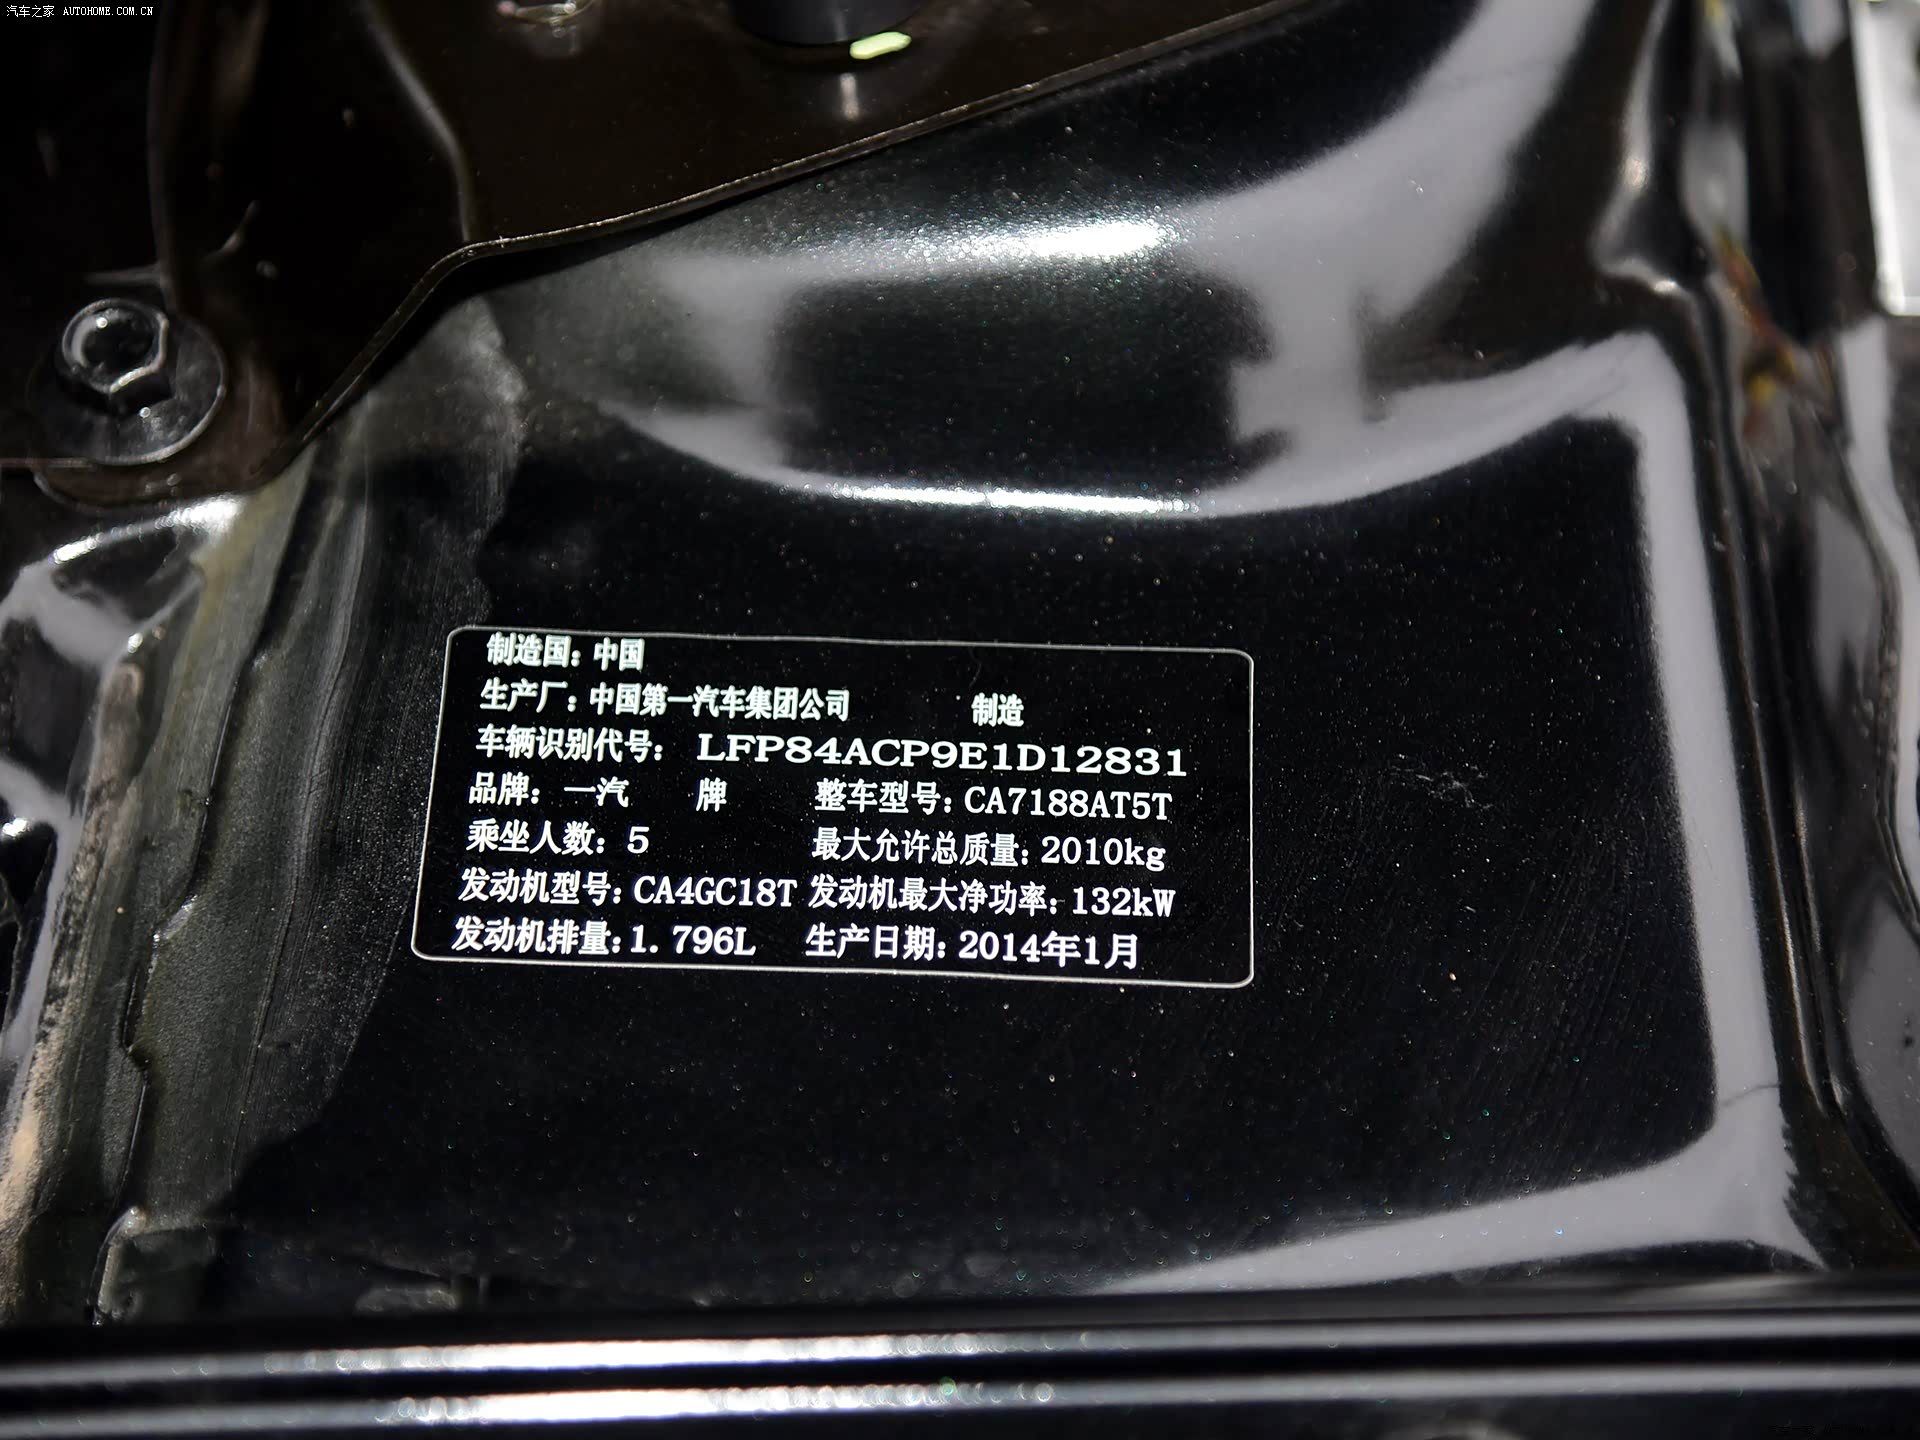 汽车之家 AUTOHOME.COM.CN
制造国：中国
生产厂：中国第一汽车集团公司 制造
车辆识别代号： LFP84ACP9E1D12831
品牌：一汽 牌 整车型号：CA7188AT5T
乘坐人数：5 最大允许总质量：2010kg
发动机型号：CA4GC18T 发动机最大净功率：132kW
发动机排量：1. 796L 生产日期：2014年1月